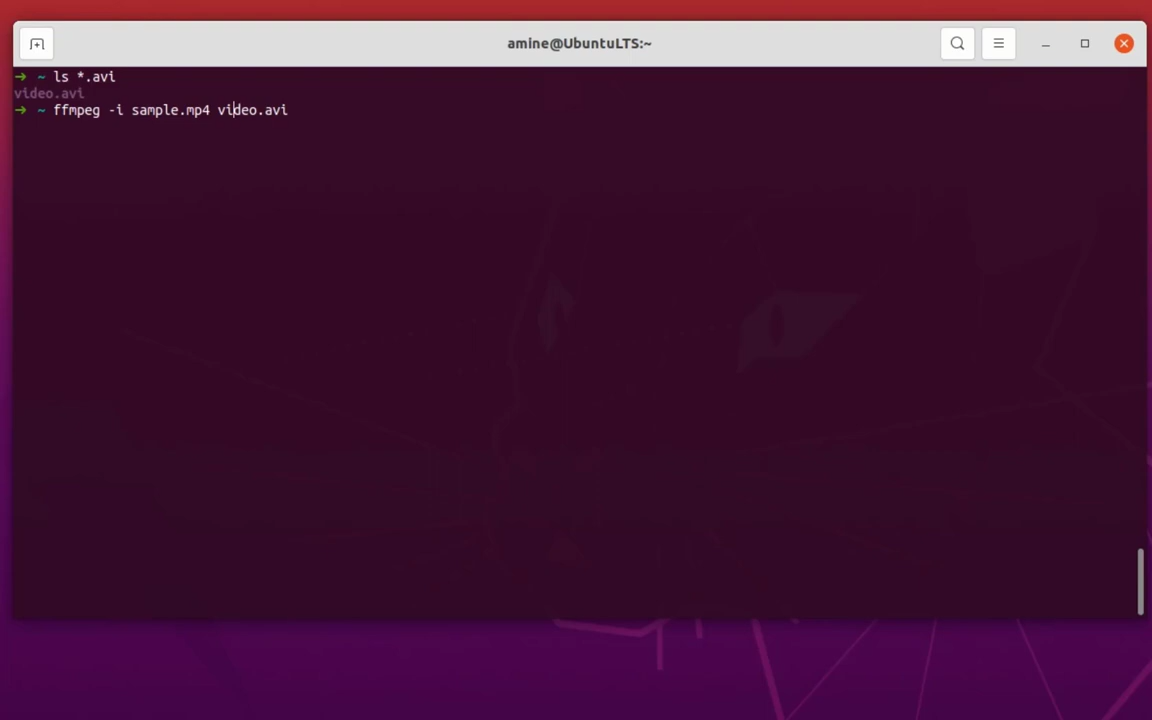 amine@UbuntuLTS:~
➜ ~ ls *.avi
video.avi
➜ ~ ffmpeg -i sample.mp4 video.avi